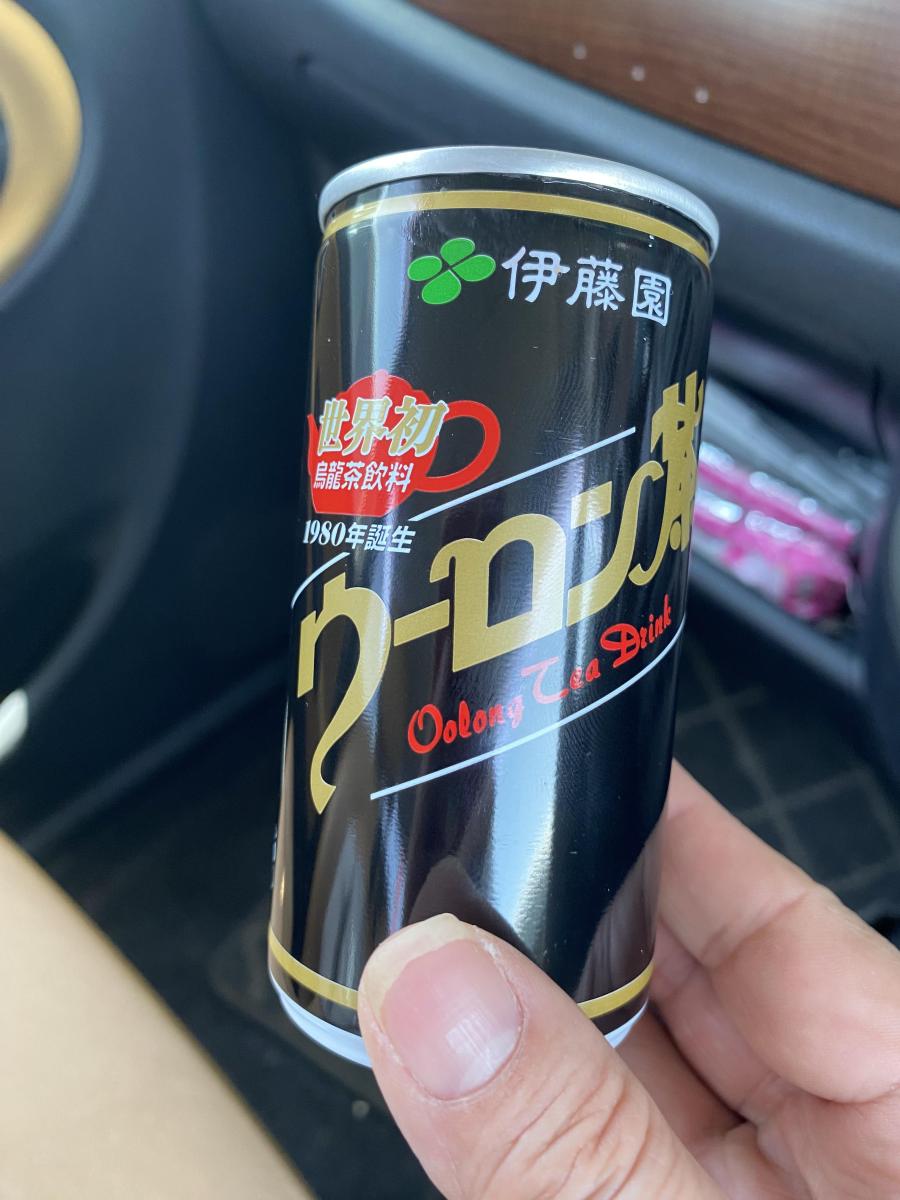 伊藤園
世界初
烏龍茶飲料
1980年誕生
ウーロン茶
Oolong Tea Drink